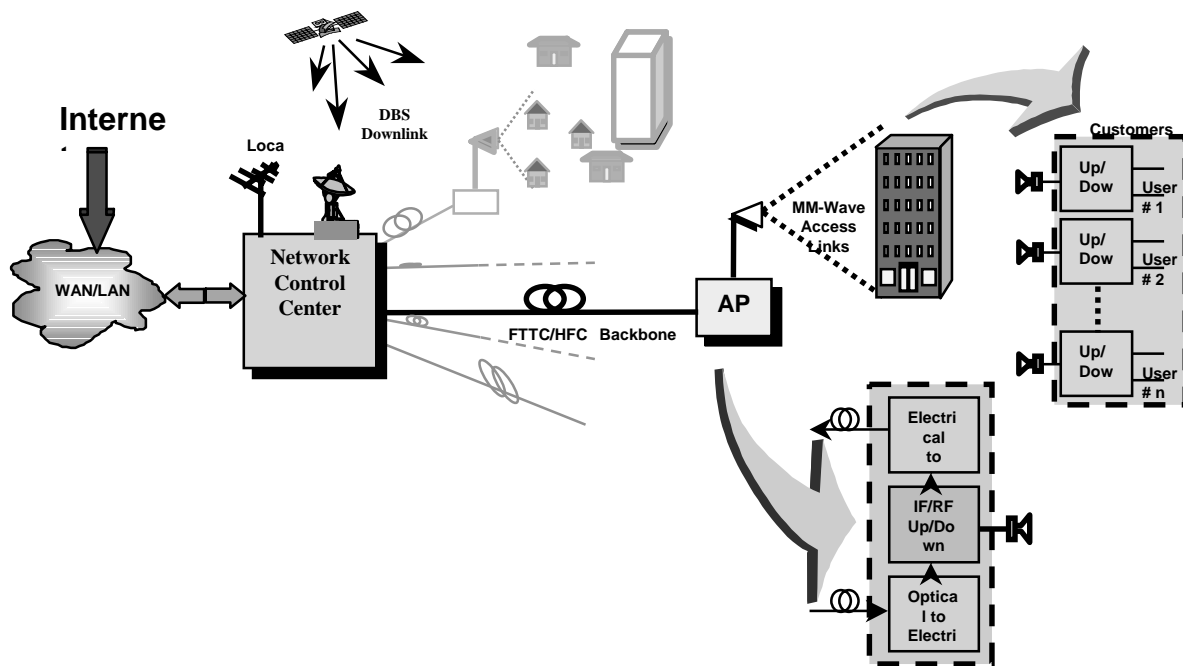 DBS
Downlink
Interne
Loca
Customers
Up/
Dow
User
# 1
MM-Wave
Access
Links
Up/
Dow
User
# 2
Network
Control
Center
WAN/LAN
AP
FTTC/HFC Backbone
Up/
Dow
User
# n
Electri
cal to
IF/RF
Up/Do
wn
Optica
l to
Electri